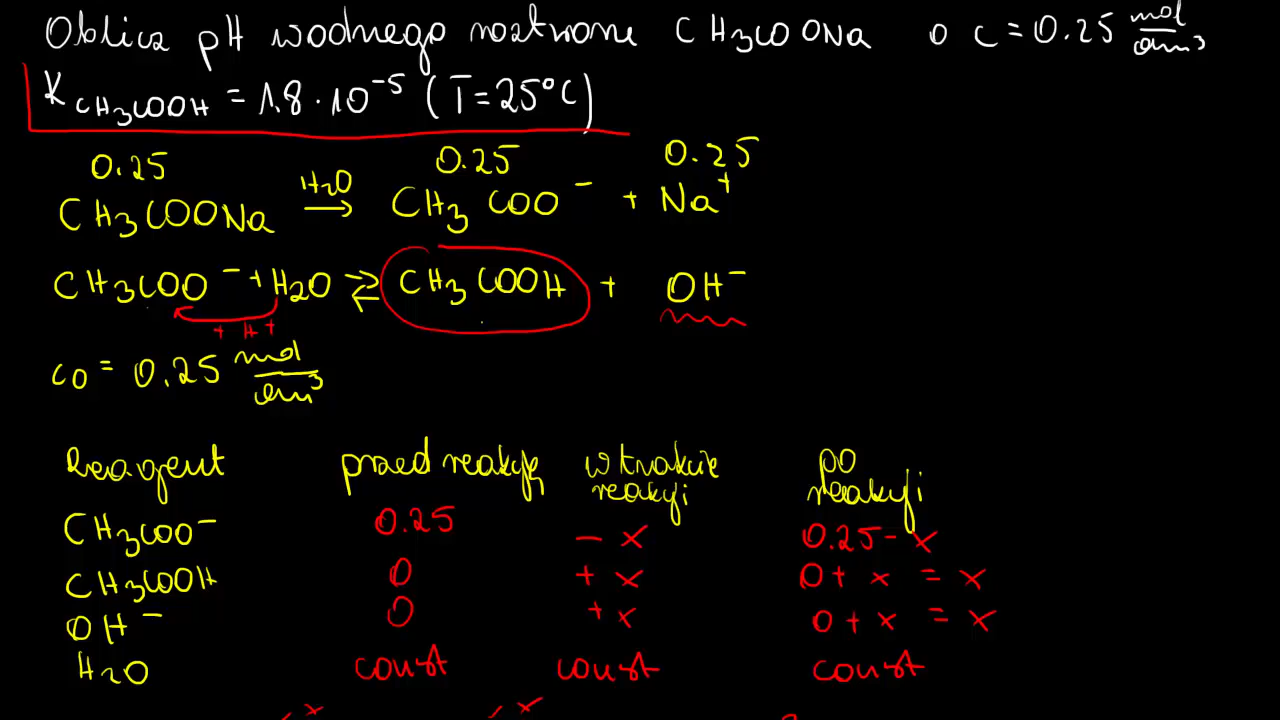 Oblicz pH wodnego roztworu CH3COONa o c = 0.25 mol/dm³
K CH3COOH = 1.8 · 10⁻⁵ (T = 25°C)
0.25 0.25 0.25
CH3COONa H2O → CH3COO⁻ + Na⁺
CH3COO⁻ + H2O ⇄ CH3COOH + OH⁻
+ H+
c0 = 0.25 mol/dm³
Reagent przed reakcją w trakcie reakcji po reakcji
CH3COO⁻ 0.25 − x 0.25 − x
CH3COOH 0 + x 0 + x = x
OH⁻ 0 + x 0 + x = x
H2O const const const
x x